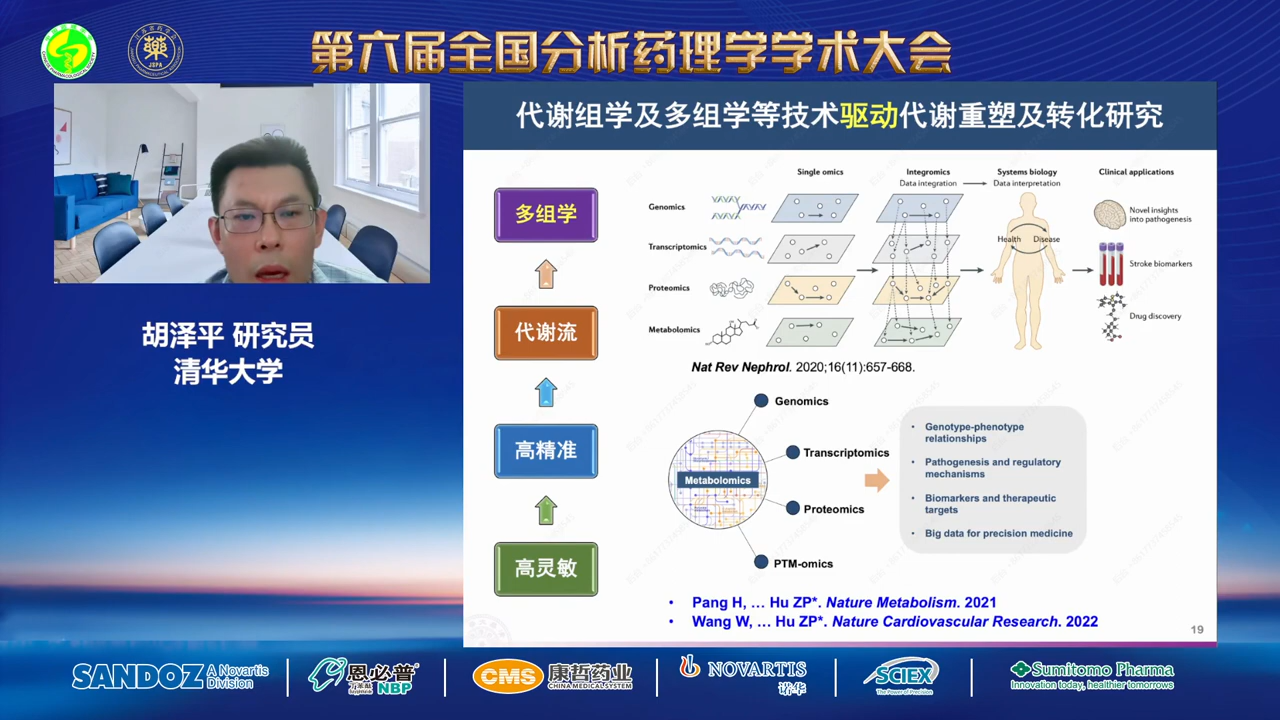 第六届全国分析药理学学术大会
JSPA
胡泽平 研究员
清华大学
代谢组学及多组学等技术驱动代谢重塑及转化研究
多组学
代谢流
高精准
高灵敏
Single omics
Integromics
Data integration
Systems biology
Data interpretation
Clinical applications
Genomics
Transcriptomics
Proteomics
Metabolomics
Health
Disease
Novel insights
into pathogenesis
Stroke biomarkers
Drug discovery
Nat Rev Nephrol. 2020;16(11):657-668.
Genomics
Transcriptomics
Metabolomics
Proteomics
PTM-omics
• Genotype-phenotype
relationships
• Pathogenesis and regulatory
mechanisms
• Biomarkers and therapeutic
targets
• Big data for precision medicine
• Pang H, … Hu ZP*. Nature Metabolism. 2021
• Wang W, … Hu ZP*. Nature Cardiovascular Research. 2022
19
SANDOZ A Novartis
Division
恩必普
NBP
CMS 康哲药业
CHINA MEDICAL SYSTEM
NOVARTIS
诺华
SCIEX
The Power of Precision
Sumitomo Pharma
Innovation today, healthier tomorrows